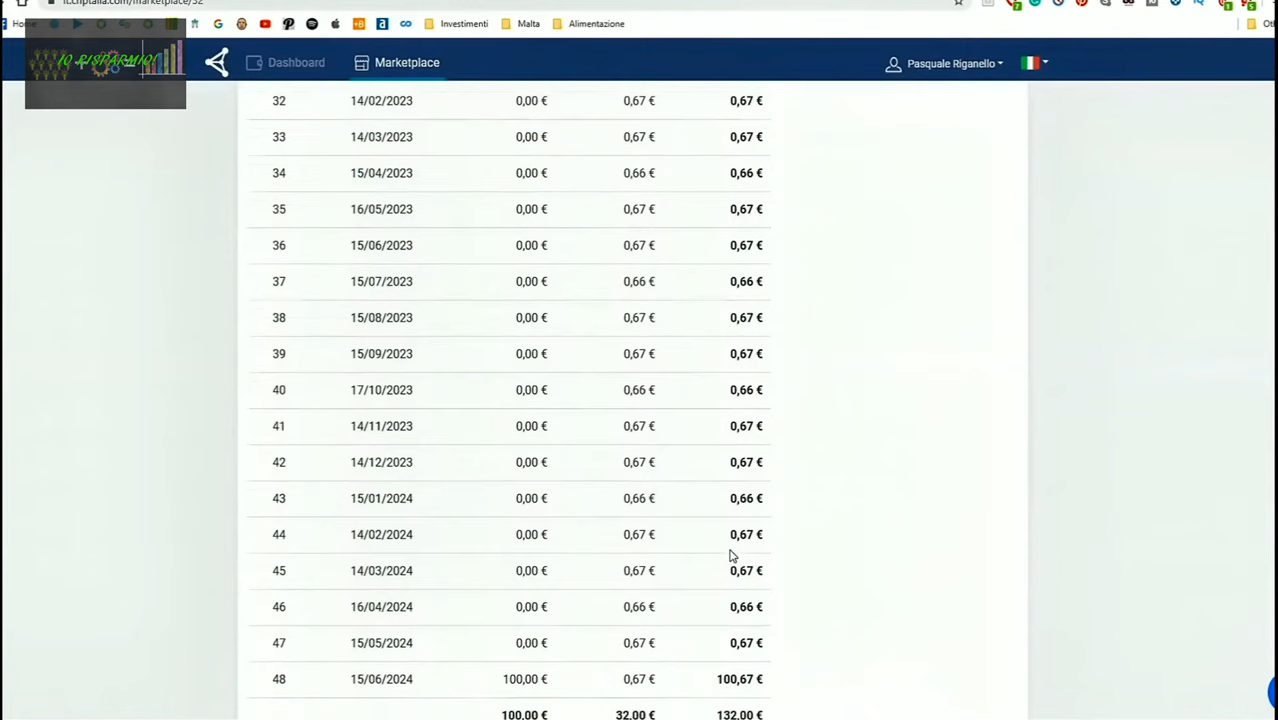 it.criptalia.com/marketplace/32
Home
Investimenti
Malta
Alimentazione
IO RISPARMIO!
Dashboard
Marketplace
Pasquale Riganello
32 14/02/2023 0,00 € 0,67 € 0,67 €
33 14/03/2023 0,00 € 0,67 € 0,67 €
34 15/04/2023 0,00 € 0,66 € 0,66 €
35 16/05/2023 0,00 € 0,67 € 0,67 €
36 15/06/2023 0,00 € 0,67 € 0,67 €
37 15/07/2023 0,00 € 0,66 € 0,66 €
38 15/08/2023 0,00 € 0,67 € 0,67 €
39 15/09/2023 0,00 € 0,67 € 0,67 €
40 17/10/2023 0,00 € 0,66 € 0,66 €
41 14/11/2023 0,00 € 0,67 € 0,67 €
42 14/12/2023 0,00 € 0,67 € 0,67 €
43 15/01/2024 0,00 € 0,66 € 0,66 €
44 14/02/2024 0,00 € 0,67 € 0,67 €
45 14/03/2024 0,00 € 0,67 € 0,67 €
46 16/04/2024 0,00 € 0,66 € 0,66 €
47 15/05/2024 0,00 € 0,67 € 0,67 €
48 15/06/2024 100,00 € 0,67 € 100,67 €
100,00 € 32,00 € 132,00 €